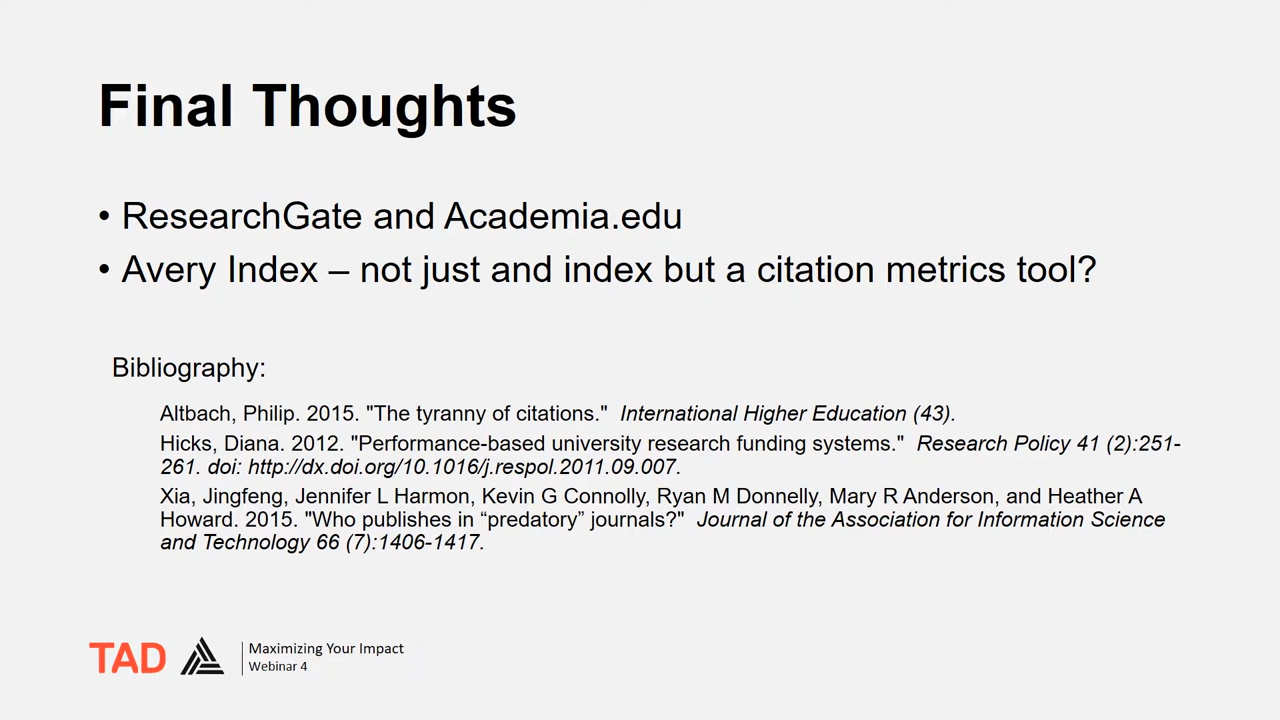 Final Thoughts
• ResearchGate and Academia.edu
• Avery Index – not just and index but a citation metrics tool?
Bibliography:
Altbach, Philip. 2015. "The tyranny of citations."  International Higher Education (43).
Hicks, Diana. 2012. "Performance-based university research funding systems."  Research Policy 41 (2):251-
261. doi: http://dx.doi.org/10.1016/j.respol.2011.09.007.
Xia, Jingfeng, Jennifer L Harmon, Kevin G Connolly, Ryan M Donnelly, Mary R Anderson, and Heather A
Howard. 2015. "Who publishes in “predatory” journals?"  Journal of the Association for Information Science
and Technology 66 (7):1406-1417.
TAD
Maximizing Your Impact
Webinar 4